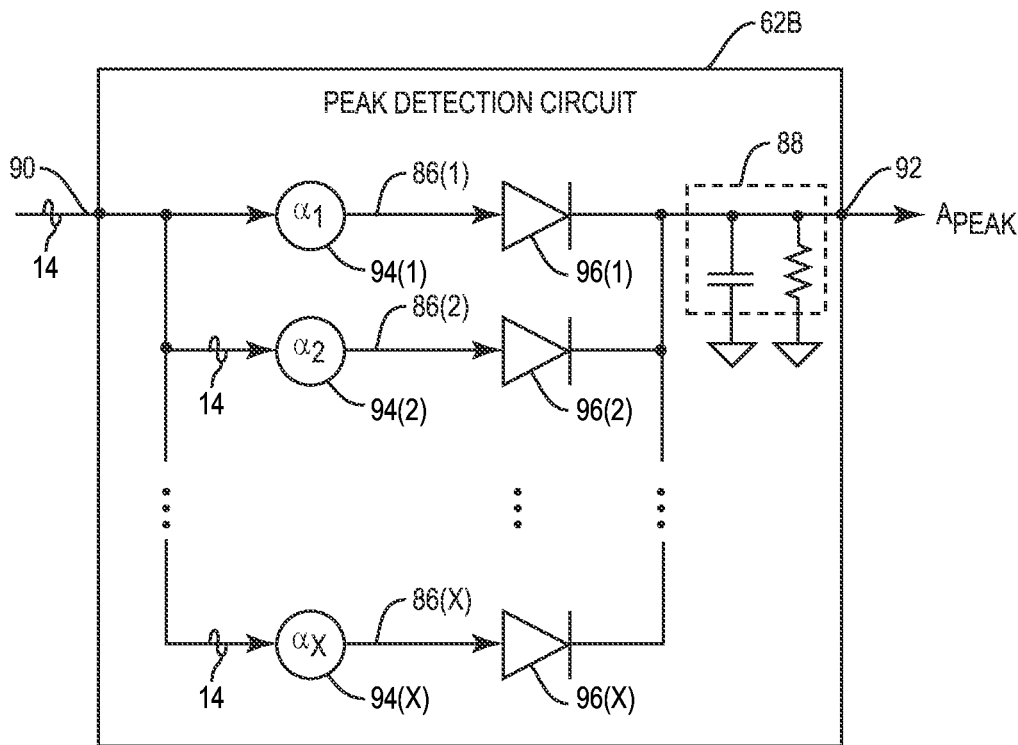 62B
PEAK DETECTION CIRCUIT
90
86(1)
88
92
α1
APEAK
14
94(1)
96(1)
86(2)
α2
14
94(2)
96(2)
86(X)
αX
14
94(X)
96(X)